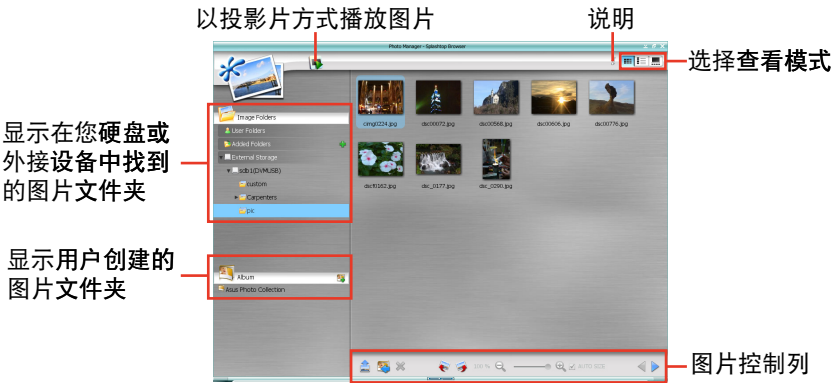 以投影片方式播放图片
说明
Photo Manager - Splashtop Browser
选择查看模式
显示在您硬盘或
外接设备中找到
的图片文件夹
Image Folders
User Folders
Added Folders
External Storage
sdb1(DVMUSB)
custom
Carpenters
pic
cimg0224.jpg
dsc00072.jpg
dsc00568.jpg
dsc00606.jpg
dsc00776.jpg
dscf0162.jpg
dsc_0177.jpg
dsc_0290.jpg
显示用户创建的
图片文件夹
Album
Asus Photo Collection
100 %
AUTO SIZE
图片控制列